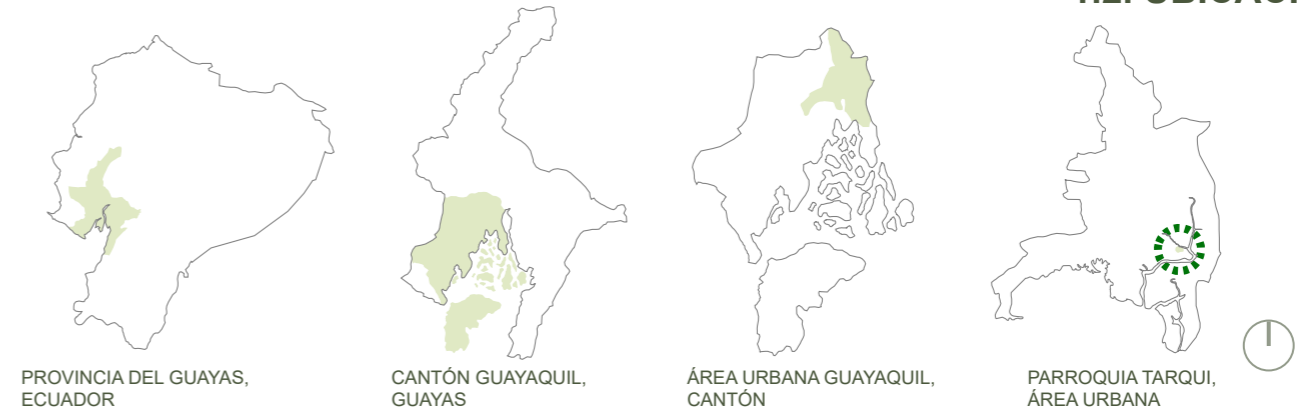 PROVINCIA DEL GUAYAS,
ECUADOR
CANTÓN GUAYAQUIL,
GUAYAS
ÁREA URBANA GUAYAQUIL,
CANTÓN
PARROQUIA TARQUI,
ÁREA URBANA